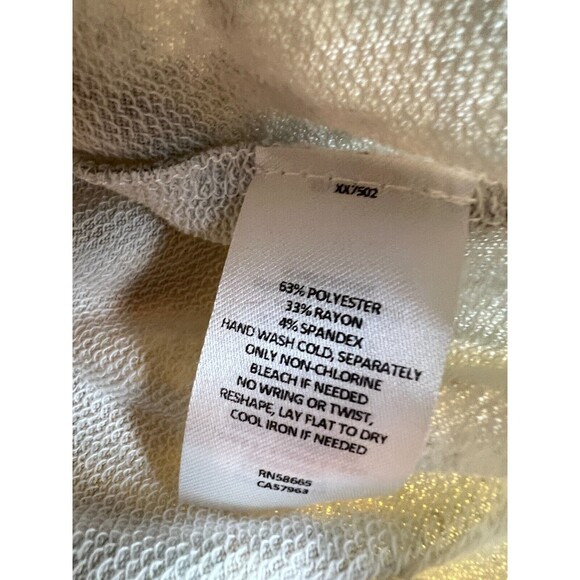 XX7502
63% POLYESTER
33% RAYON
4% SPANDEX
HAND WASH COLD, SEPARATELY
ONLY NON-CHLORINE
BLEACH IF NEEDED
NO WRING OR TWIST,
RESHAPE, LAY FLAT TO DRY
COOL IRON IF NEEDED
RN58665
CA57963